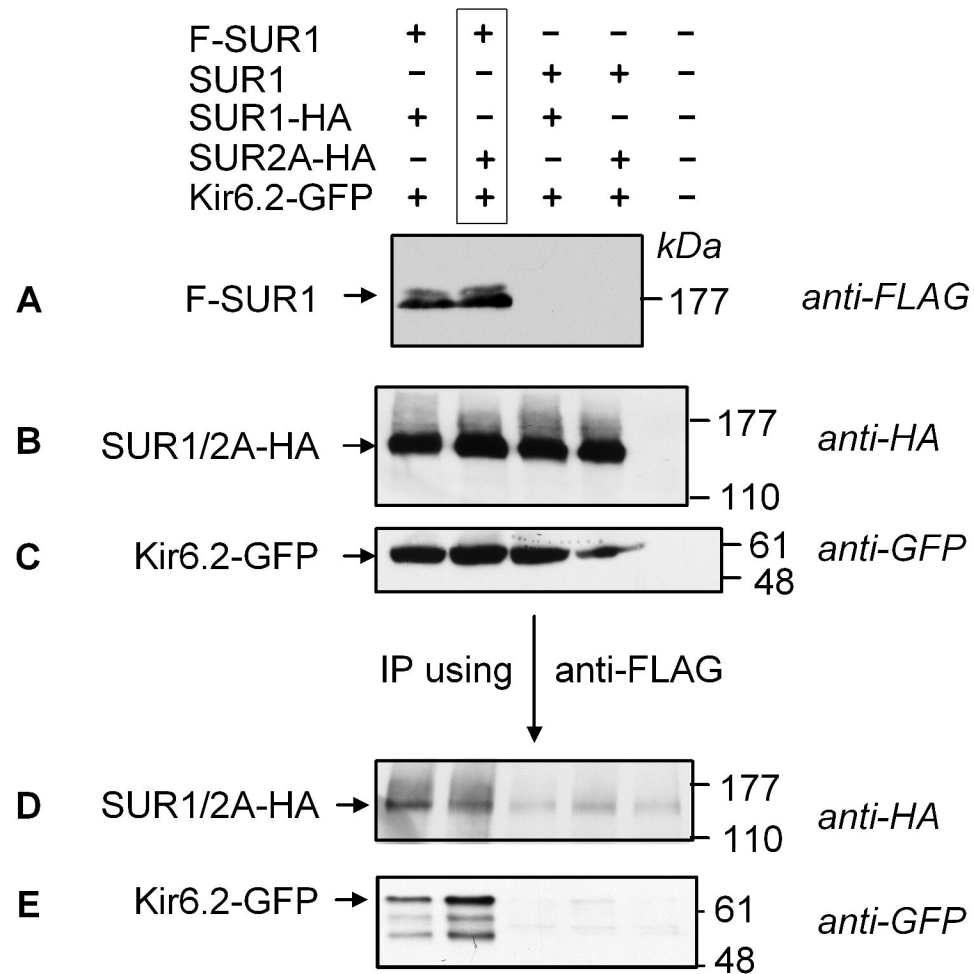 F-SUR1 + + – – –
SUR1 – – + + –
SUR1-HA + – + – –
SUR2A-HA – + – + –
Kir6.2-GFP + + + + –
kDa
A F-SUR1 177 anti-FLAG
B SUR1/2A-HA 177 anti-HA
110
C Kir6.2-GFP 61 anti-GFP
48
IP using anti-FLAG
D SUR1/2A-HA 177 anti-HA
110
E Kir6.2-GFP 61 anti-GFP
48